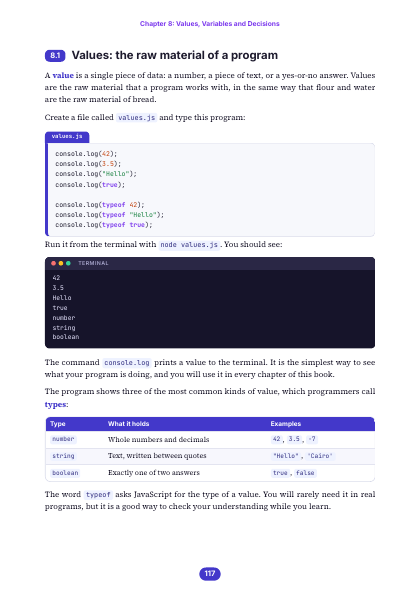 Chapter 8: Values, Variables and Decisions
8.1 Values: the raw material of a program
A value is a single piece of data: a number, a piece of text, or a yes-or-no answer. Values
are the raw material that a program works with, in the same way that flour and water
are the raw material of bread.
Create a file called values.js and type this program:
values.js
console.log(42);
console.log(3.5);
console.log("Hello");
console.log(true);
console.log(typeof 42);
console.log(typeof "Hello");
console.log(typeof true);
Run it from the terminal with node values.js. You should see:
TERMINAL
42
3.5
Hello
true
number
string
boolean
The command console.log prints a value to the terminal. It is the simplest way to see
what your program is doing, and you will use it in every chapter of this book.
The program shows three of the most common kinds of value, which programmers call
types:
Type What it holds Examples
number Whole numbers and decimals 42, 3.5, -7
string Text, written between quotes "Hello", "Cairo"
boolean Exactly one of two answers true, false
The word typeof asks JavaScript for the type of a value. You will rarely need it in real
programs, but it is a good way to check your understanding while you learn.
117